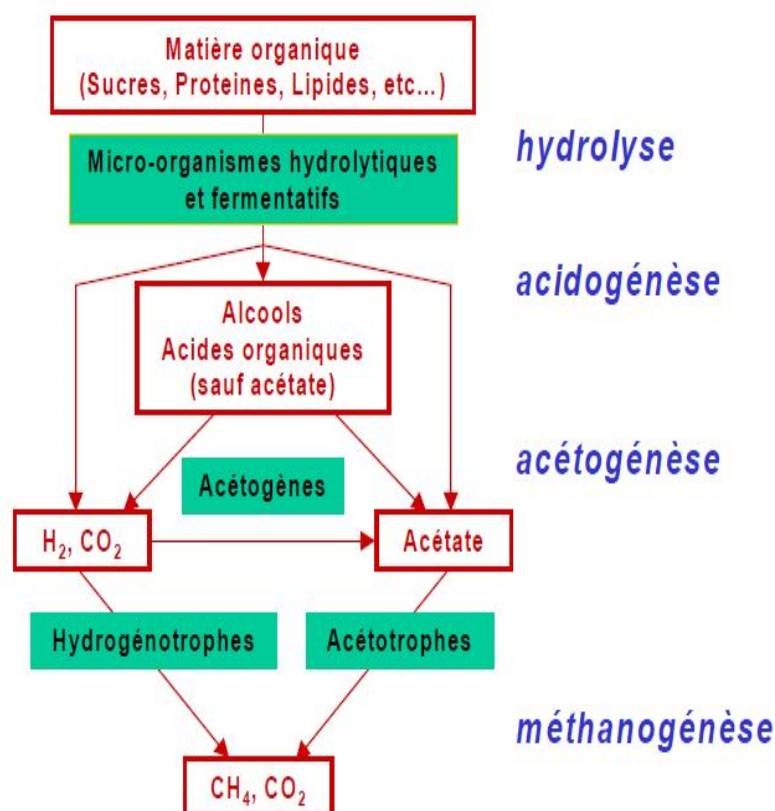 Matière organique
(Sucres, Proteines, Lipides, etc...)
hydrolyse
Micro-organismes hydrolytiques
et fermentatifs
acidogénèse
Alcools
Acides organiques
(sauf acétate)
acétogénèse
Acétogènes
H₂, CO₂
Acétate
Hydrogénotrophes
Acétotrophes
méthanogénèse
CH₄, CO₂